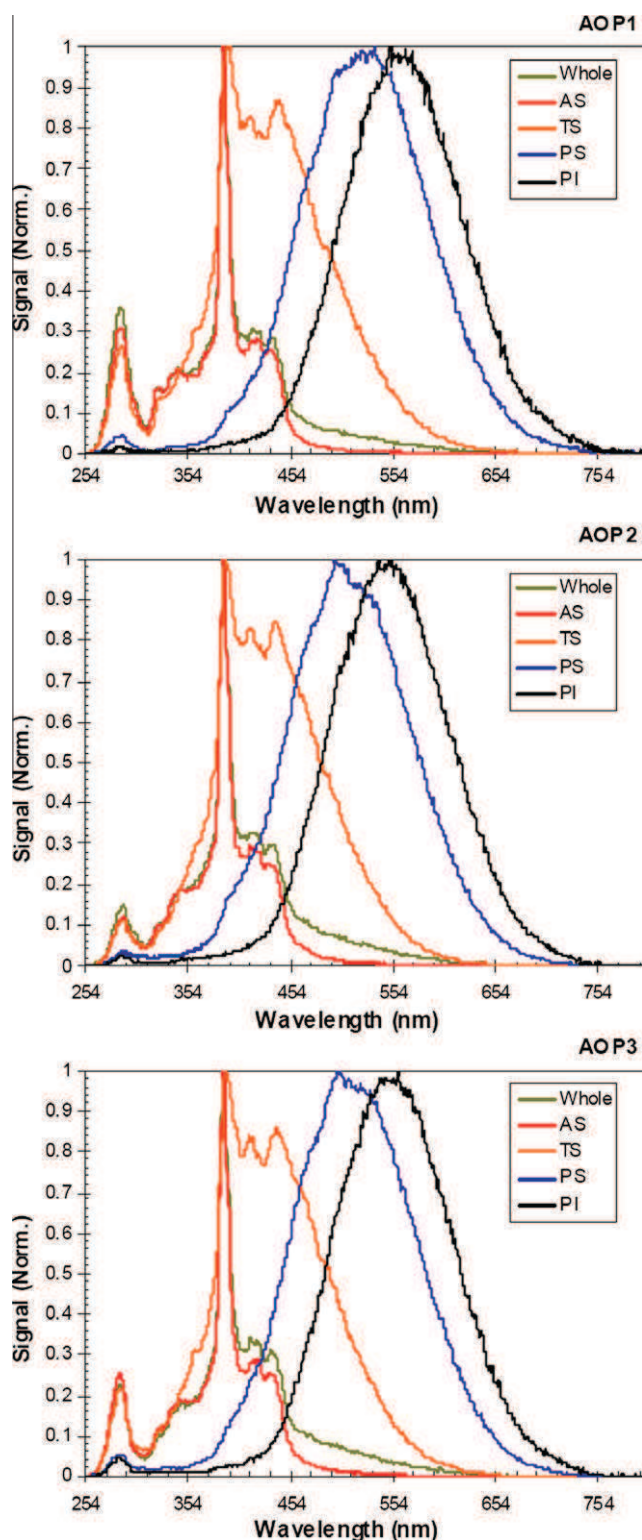 AOP1
1
0.9
0.8
0.7
0.6
0.5
0.4
0.3
0.2
0.1
0
Signal (Norm.)
Whole
AS
TS
PS
PI
254 354 454 554 654 754
Wavelength (nm)
AOP2
1
0.9
0.8
0.7
0.6
0.5
0.4
0.3
0.2
0.1
0
Signal (Norm.)
Whole
AS
TS
PS
PI
254 354 454 554 654 754
Wavelength (nm)
AOP3
1
0.9
0.8
0.7
0.6
0.5
0.4
0.3
0.2
0.1
0
Signal (Norm.)
Whole
AS
TS
PS
PI
254 354 454 554 654 754
Wavelength (nm)